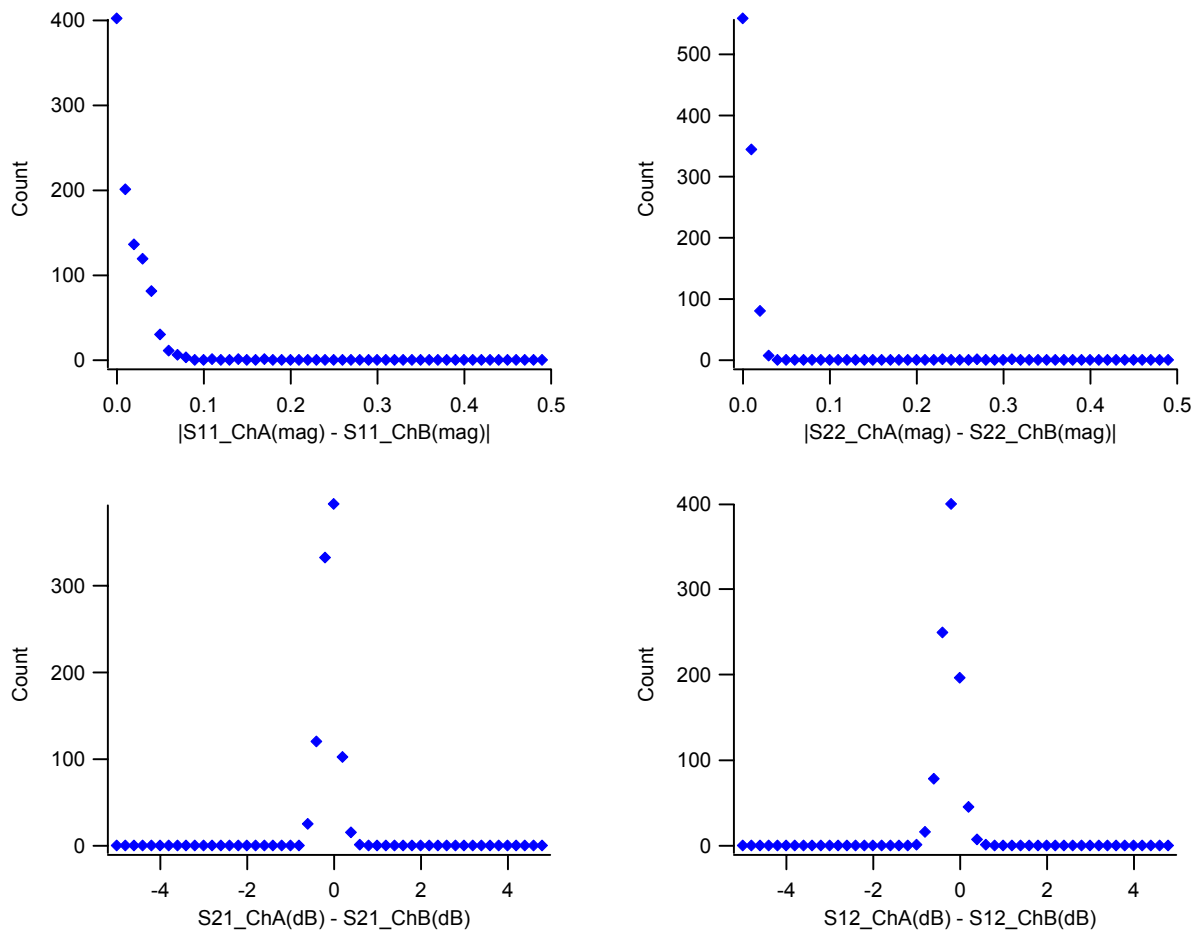 400
300
200
100
0
Count
0.0 0.1 0.2 0.3 0.4 0.5
|S11_ChA(mag) - S11_ChB(mag)|
500
400
300
200
100
0
Count
0.0 0.1 0.2 0.3 0.4 0.5
|S22_ChA(mag) - S22_ChB(mag)|
300
200
100
0
Count
-4 -2 0 2 4
S21_ChA(dB) - S21_ChB(dB)
400
300
200
100
0
Count
-4 -2 0 2 4
S12_ChA(dB) - S12_ChB(dB)